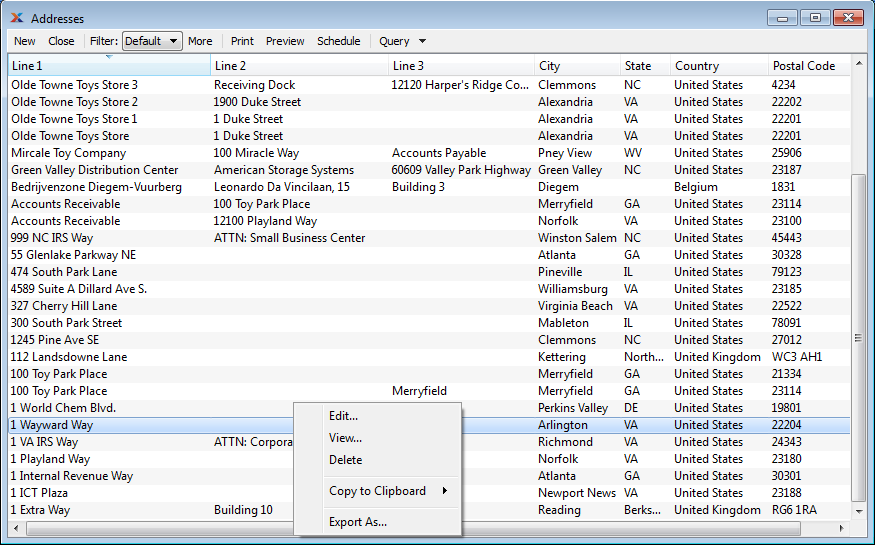 Addresses
New Close Filter: Default More Print Preview Schedule Query
Line 1 Line 2 Line 3 City State Country Postal Code
Olde Towne Toys Store 3 Receiving Dock 12120 Harper's Ridge Co... Clemmons NC United States 4234
Olde Towne Toys Store 2 1900 Duke Street Alexandria VA United States 22202
Olde Towne Toys Store 1 1 Duke Street Alexandria VA United States 22201
Olde Towne Toys Store 1 Duke Street Alexandria VA United States 22201
Mircale Toy Company 100 Miracle Way Accounts Payable Pney View WV United States 25906
Green Valley Distribution Center American Storage Systems 60609 Valley Park Highway Green Valley NC United States 23187
Bedrijvenzone Diegem-Vuurberg Leonardo Da Vincilaan, 15 Building 3 Diegem Belgium 1831
Accounts Receivable 100 Toy Park Place Merryfield GA United States 23114
Accounts Receivable 12100 Playland Way Norfolk VA United States 23100
999 NC IRS Way ATTN: Small Business Center Winston Salem NC United States 45443
55 Glenlake Parkway NE Atlanta GA United States 30328
474 South Park Lane Pineville IL United States 79123
4589 Suite A Dillard Ave S. Williamsburg VA United States 23185
327 Cherry Hill Lane Virginia Beach VA United States 22522
300 South Park Street Mableton IL United States 78091
1245 Pine Ave SE Clemmons NC United States 27012
112 Landsdowne Lane Kettering North... United Kingdom WC3 AH1
100 Toy Park Place Merryfield GA United States 21334
100 Toy Park Place Merryfield Merryfield GA United States 23114
1 World Chem Blvd. Perkins Valley DE United States 19801
1 Wayward Way Arlington VA United States 22204
1 VA IRS Way ATTN: Corpora Richmond VA United States 24343
1 Playland Way Norfolk VA United States 23180
1 Internal Revenue Way Atlanta GA United States 30301
1 ICT Plaza Newport News VA United States 23188
1 Extra Way Building 10 Reading Berks... United Kingdom RG6 1RA
Edit...
View...
Delete
Copy to Clipboard
Export As...